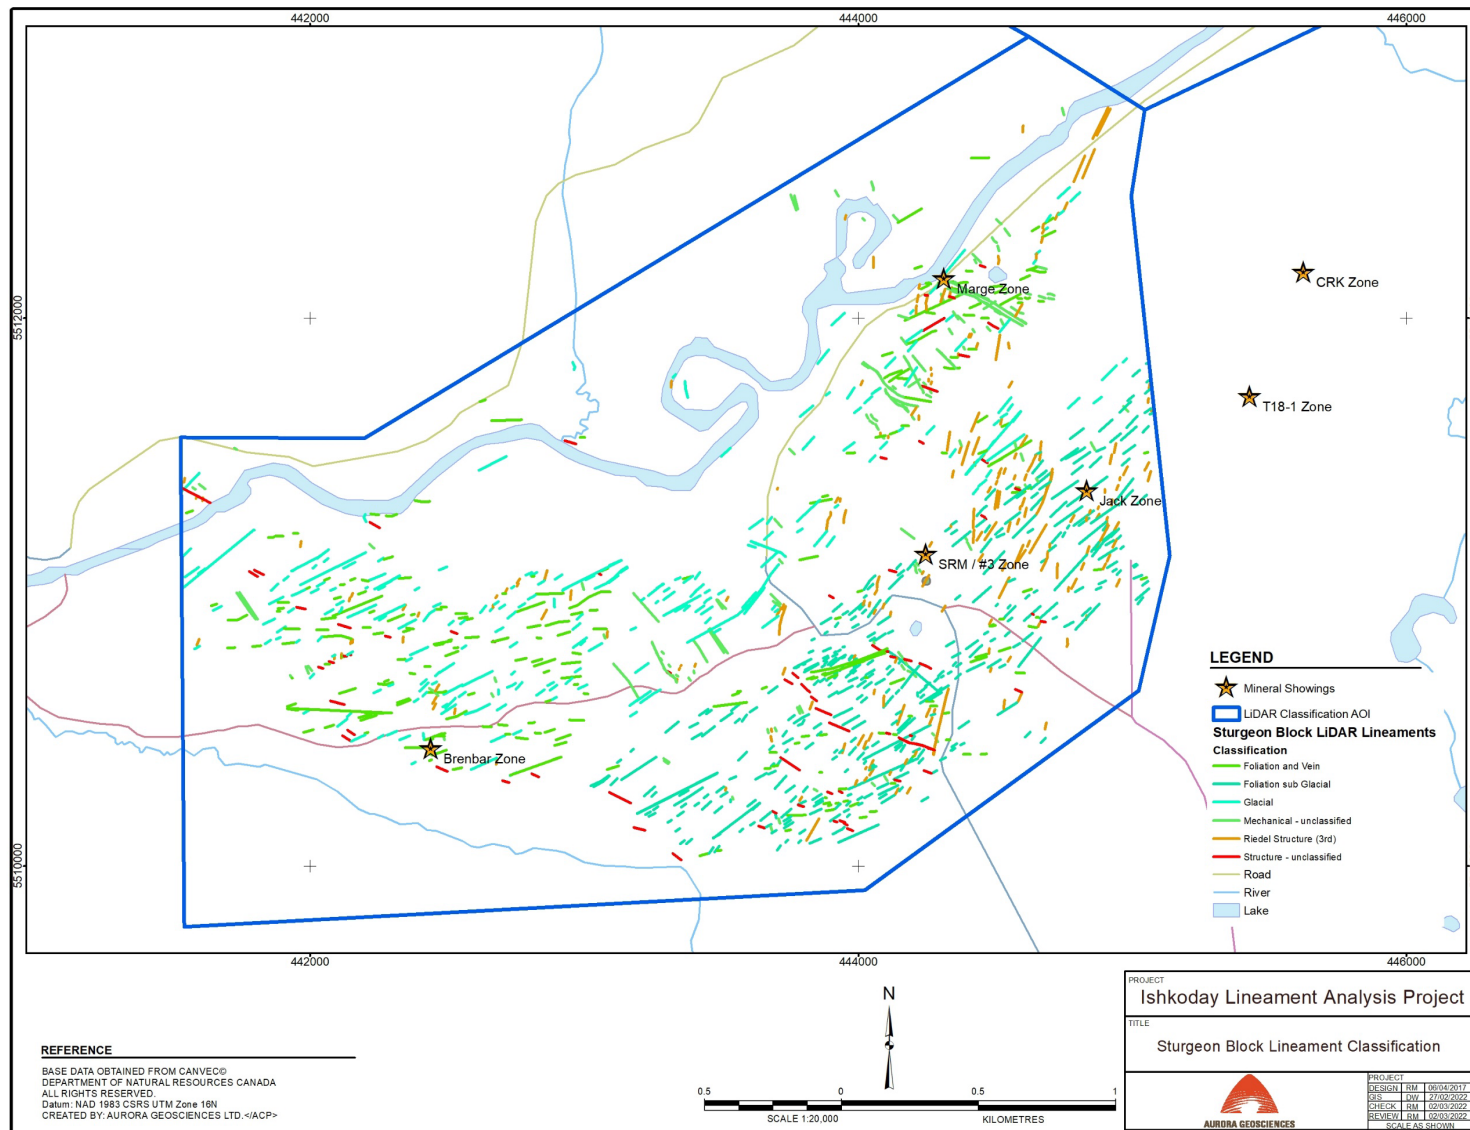 442000
444000
446000
5512000
5512000
Marge Zone
CRK Zone
T18-1 Zone
Jack Zone
SRM / #3 Zone
Brenbar Zone
LEGEND
Mineral Showings
LiDAR Classification AOI
Sturgeon Block LiDAR Lineaments
Classification
Foliation and Vein
Foliation sub Glacial
Glacial
Mechanical - unclassified
Riedel Structure (3rd)
Structure - unclassified
Road
River
Lake
5510000
5510000
442000
444000
446000
N
0.5
0
0.5
1
SCALE 1:20,000
KILOMETRES
REFERENCE
BASE DATA OBTAINED FROM CANVEC©
DEPARTMENT OF NATURAL RESOURCES CANADA
ALL RIGHTS RESERVED.
Datum: NAD 1983 CSRS UTM Zone 16N
CREATED BY: AURORA GEOSCIENCES LTD.</ACP>
PROJECT
Ishkoday Lineament Analysis Project
TITLE
Sturgeon Block Lineament Classification
AURORA GEOSCIENCES
PROJECT
DESIGN RM 06/04/2017
GIS DW 27/02/2022
CHECK RM 02/03/2022
REVIEW RM 02/03/2022
SCALE AS SHOWN